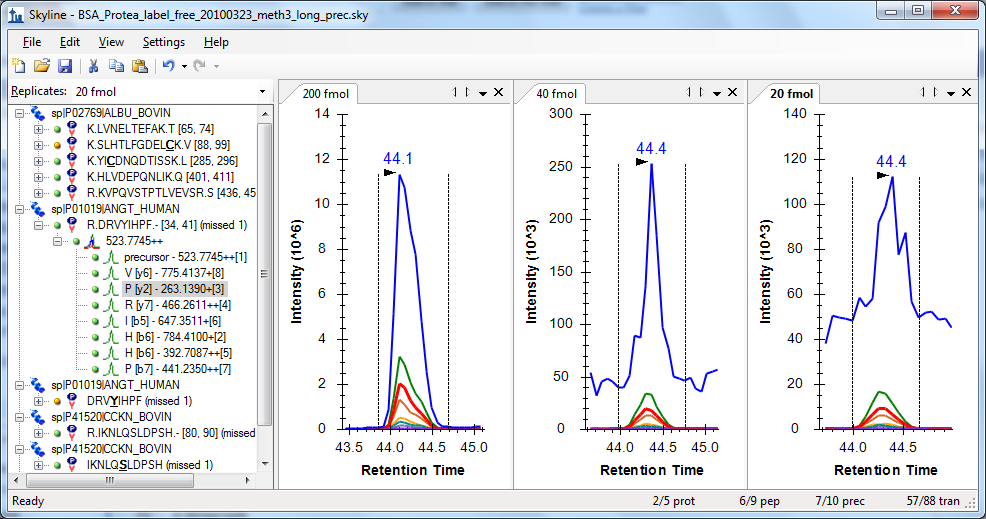 Skyline - BSA_Protea_label_free_20100323_meth3_long_prec.sky
File Edit View Settings Help
Replicates: 20 fmol
sp|P02769|ALBU_BOVIN
K.LVNELTEFAK.T [65, 74]
K.SLHTLFGDELCK.V [88, 99]
K.YICDNQDTISSK.L [285, 296]
K.HLVDEPQNLIK.Q [401, 411]
R.KVPQVSTPTLVEVSR.S [436, 45
sp|P01019|ANGT_HUMAN
R.DRVYIHPF.- [34, 41] (missed 1)
523.7745++
precursor - 523.7745++[1]
V [y6] - 775.4137+[8]
P [y2] - 263.1390+[3]
R [y7] - 466.2611++[4]
I [b5] - 647.3511+[6]
H [b6] - 784.4100+[2]
H [b6] - 392.7087++[5]
P [b7] - 441.2350++[7]
sp|P01019|ANGT_HUMAN
DRVYIHPF (missed 1)
sp|P41520|CCKN_BOVIN
R.IKNLQSLDPSH.- [80, 90] (missed
sp|P41520|CCKN_BOVIN
IKNLQSLDPSH (missed 1)
200 fmol
14
12
10
8
6
4
2
0
Intensity (10^6)
44.1
43.5 44.0 44.5 45.0
Retention Time
40 fmol
300
250
200
150
100
50
0
Intensity (10^3)
44.4
44.0 44.5 45.0
Retention Time
20 fmol
140
120
100
80
60
40
20
0
Intensity (10^3)
44.4
44.0 44.5
Retention Time
Ready 2/5 prot 6/9 pep 7/10 prec 57/88 tran